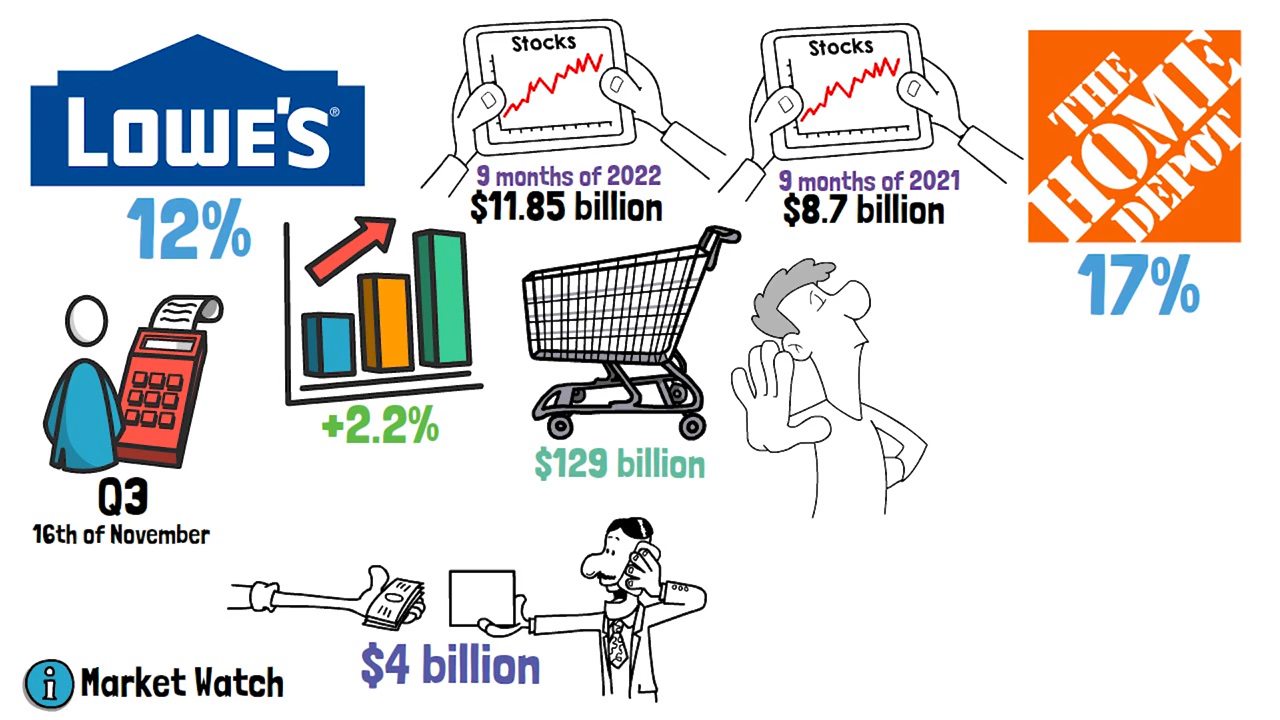 LOWE'S®
12%
Stocks
9 months of 2022
$11.85 billion
Stocks
9 months of 2021
$8.7 billion
THE
HOME
DEPOT
17%
Q3
16th of November
+2.2%
$129 billion
$4 billion
i Market Watch